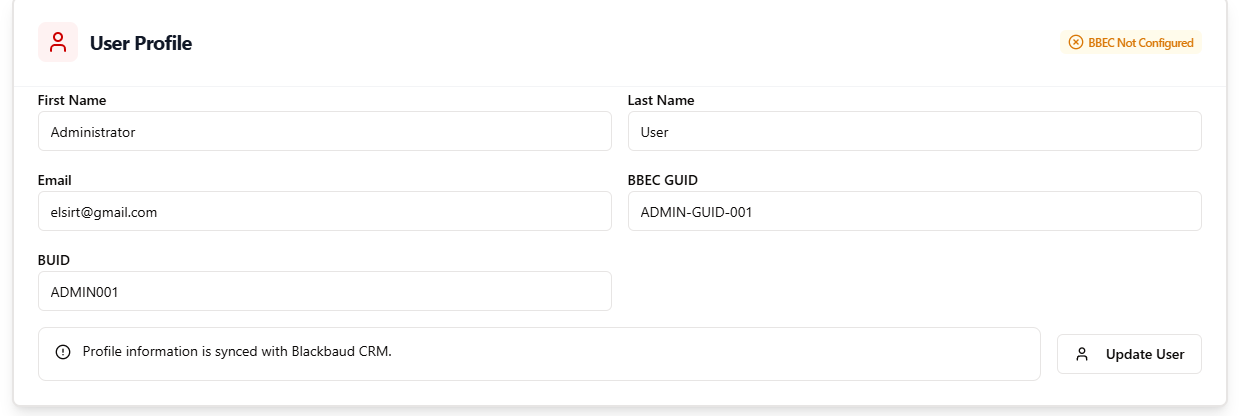 User Profile
BBEC Not Configured
First Name
Last Name
Administrator
User
Email
BBEC GUID
elsirt@gmail.com
ADMIN-GUID-001
BUID
ADMIN001
Profile information is synced with Blackbaud CRM.
Update User